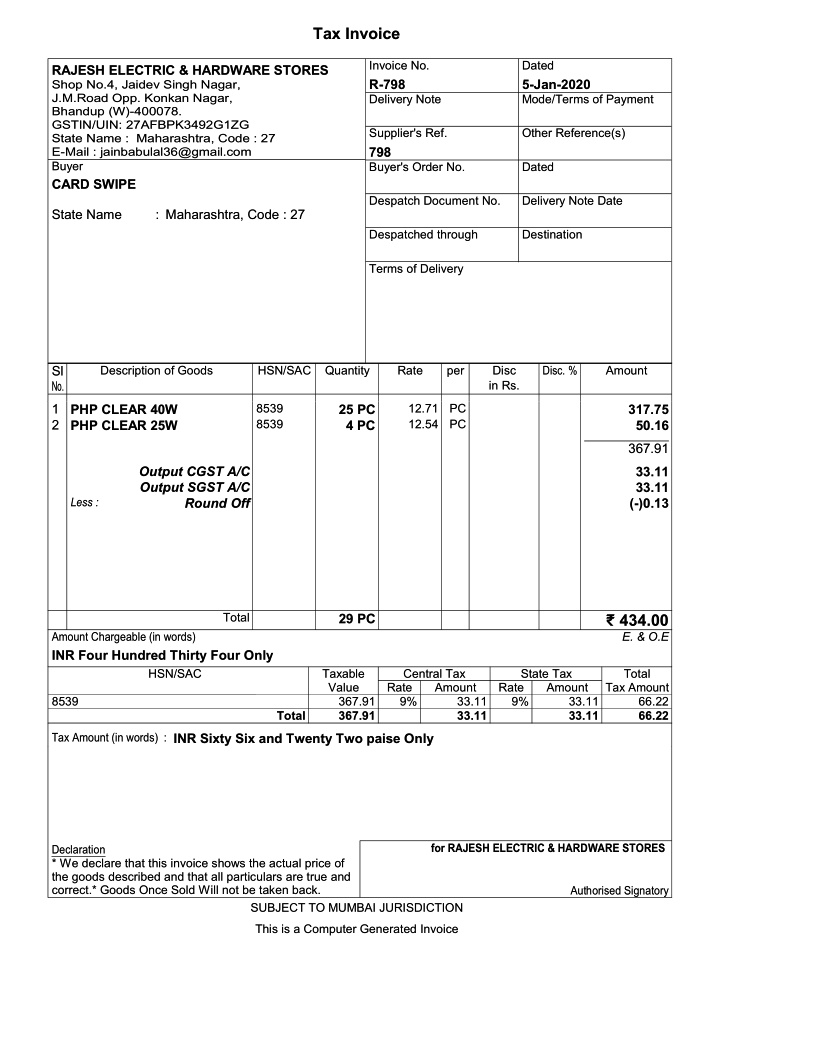 Tax Invoice
RAJESH ELECTRIC & HARDWARE STORES
Shop No.4, Jaidev Singh Nagar,
J.M.Road Opp. Konkan Nagar,
Bhandup (W)-400078.
GSTIN/UIN: 27AFBPK3492G1ZG
State Name : Maharashtra, Code : 27
E-Mail : jainbabulal36@gmail.com
Invoice No. Dated
R-798 5-Jan-2020
Delivery Note Mode/Terms of Payment
Supplier's Ref. Other Reference(s)
798
Buyer
CARD SWIPE
State Name : Maharashtra, Code : 27
Buyer's Order No. Dated
Despatch Document No. Delivery Note Date
Despatched through Destination
Terms of Delivery
SI Description of Goods HSN/SAC Quantity Rate per Disc Disc. % Amount
No. in Rs.
1 PHP CLEAR 40W 8539 25 PC 12.71 PC 317.75
2 PHP CLEAR 25W 8539 4 PC 12.54 PC 50.16
367.91
Output CGST A/C 33.11
Output SGST A/C 33.11
Less : Round Off (-)0.13
Total 29 PC ₹ 434.00
Amount Chargeable (in words) E. & O.E
INR Four Hundred Thirty Four Only
HSN/SAC Taxable Central Tax State Tax Total
Value Rate Amount Rate Amount Tax Amount
8539 367.91 9% 33.11 9% 33.11 66.22
Total 367.91 33.11 33.11 66.22
Tax Amount (in words) : INR Sixty Six and Twenty Two paise Only
Declaration
* We declare that this invoice shows the actual price of
the goods described and that all particulars are true and
correct.* Goods Once Sold Will not be taken back.
for RAJESH ELECTRIC & HARDWARE STORES
Authorised Signatory
SUBJECT TO MUMBAI JURISDICTION
This is a Computer Generated Invoice